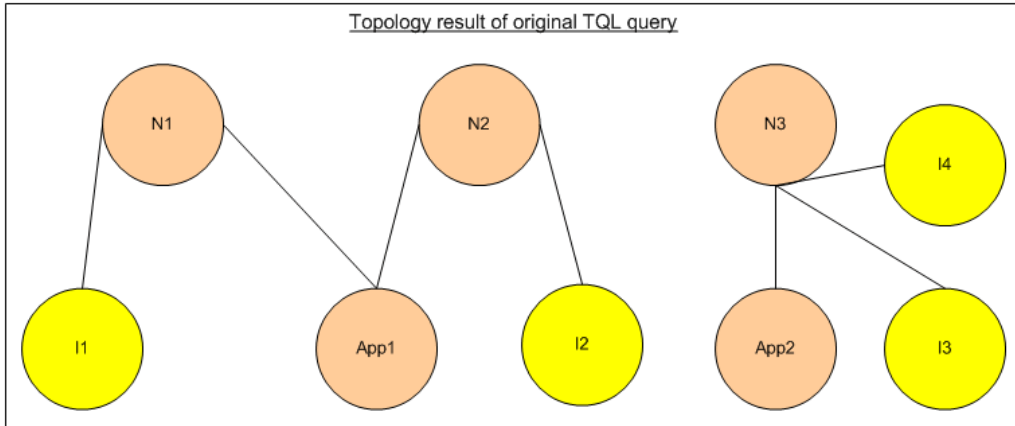 Topology result of original TQL query
N1
N2
N3
I4
I1
App1
I2
App2
I3